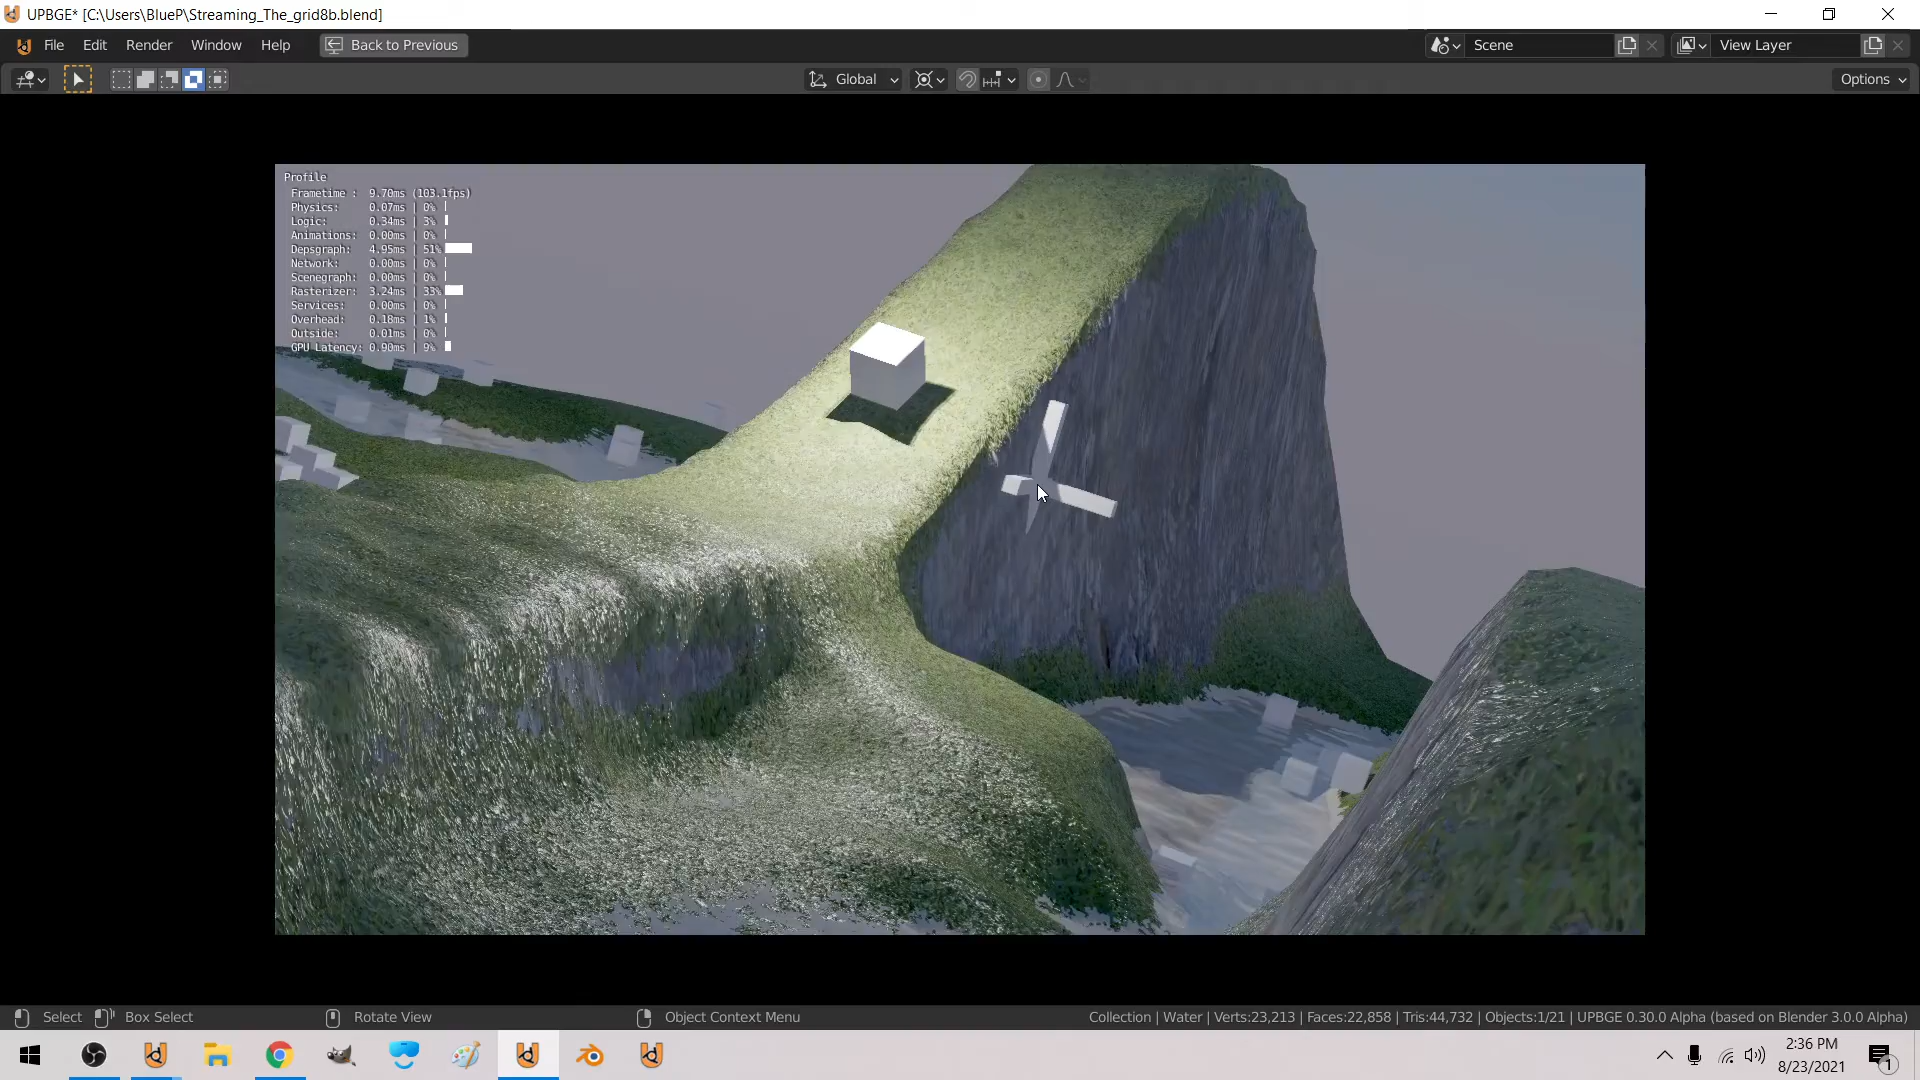 UPBGE* [C:\Users\BlueP\Streaming_The_grid8b.blend]
File Edit Render Window Help Back to Previous Scene View Layer
Global Options
Profile
Frametime : 9.70ms (103.1fps)
Physics: 0.07ms | 0%
Logic: 0.34ms | 3%
Animations: 0.00ms | 0%
Depsgraph: 4.95ms | 51%
Network: 0.00ms | 0%
Scenegraph: 0.00ms | 0%
Rasterizer: 3.24ms | 33%
Services: 0.00ms | 0%
Overhead: 0.18ms | 1%
Outside: 0.01ms | 0%
GPU Latency: 0.90ms | 9%
Select Box Select Rotate View Object Context Menu Collection | Water | Verts:23,213 | Faces:22,858 | Tris:44,732 | Objects:1/21 | UPBGE 0.30.0 Alpha (based on Blender 3.0.0 Alpha)
2:36 PM
8/23/2021
1